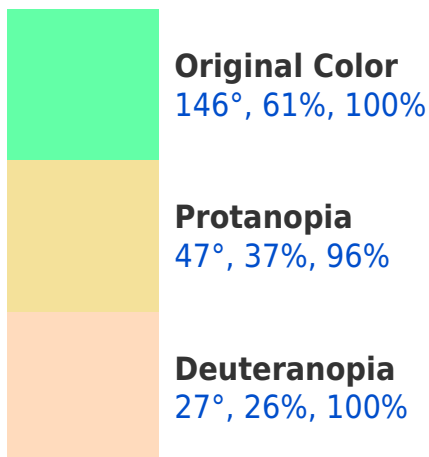 Original Color
146°, 61%, 100%
Protanopia
47°, 37%, 96%
Deuteranopia
27°, 26%, 100%